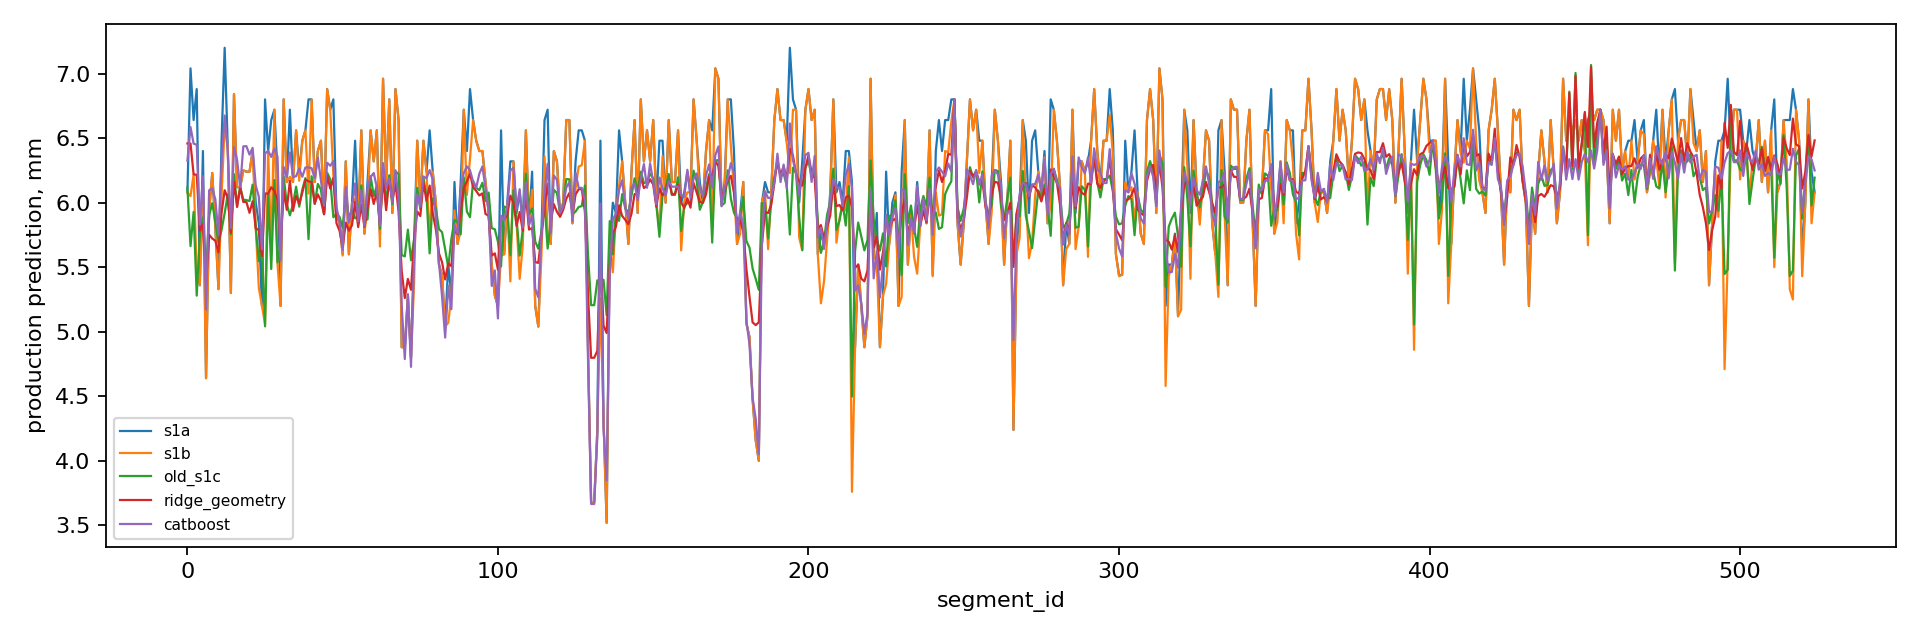 7.0
6.5
6.0
5.5
5.0
4.5
4.0
3.5
production prediction, mm
s1a
s1b
old_s1c
ridge_geometry
catboost
0 100 200 300 400 500
segment_id